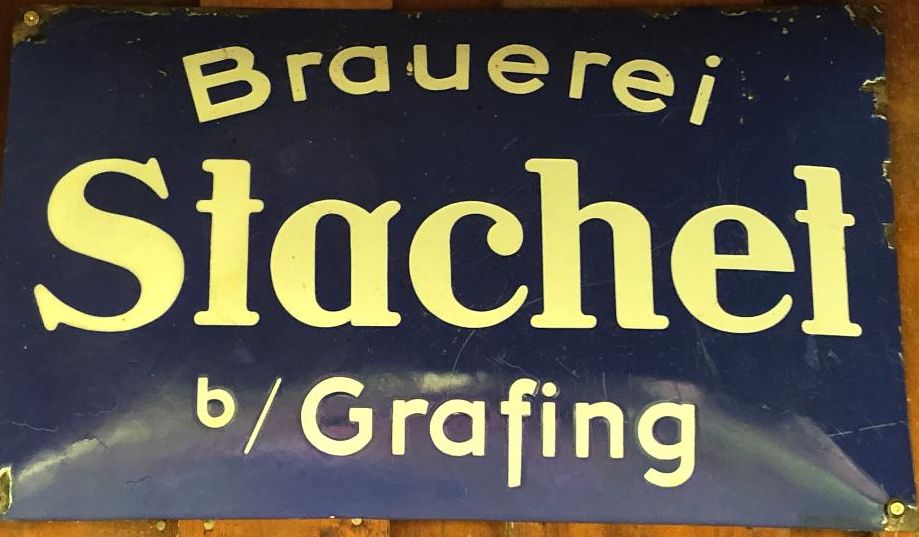 Brauerei
Stachet
b/Grafing